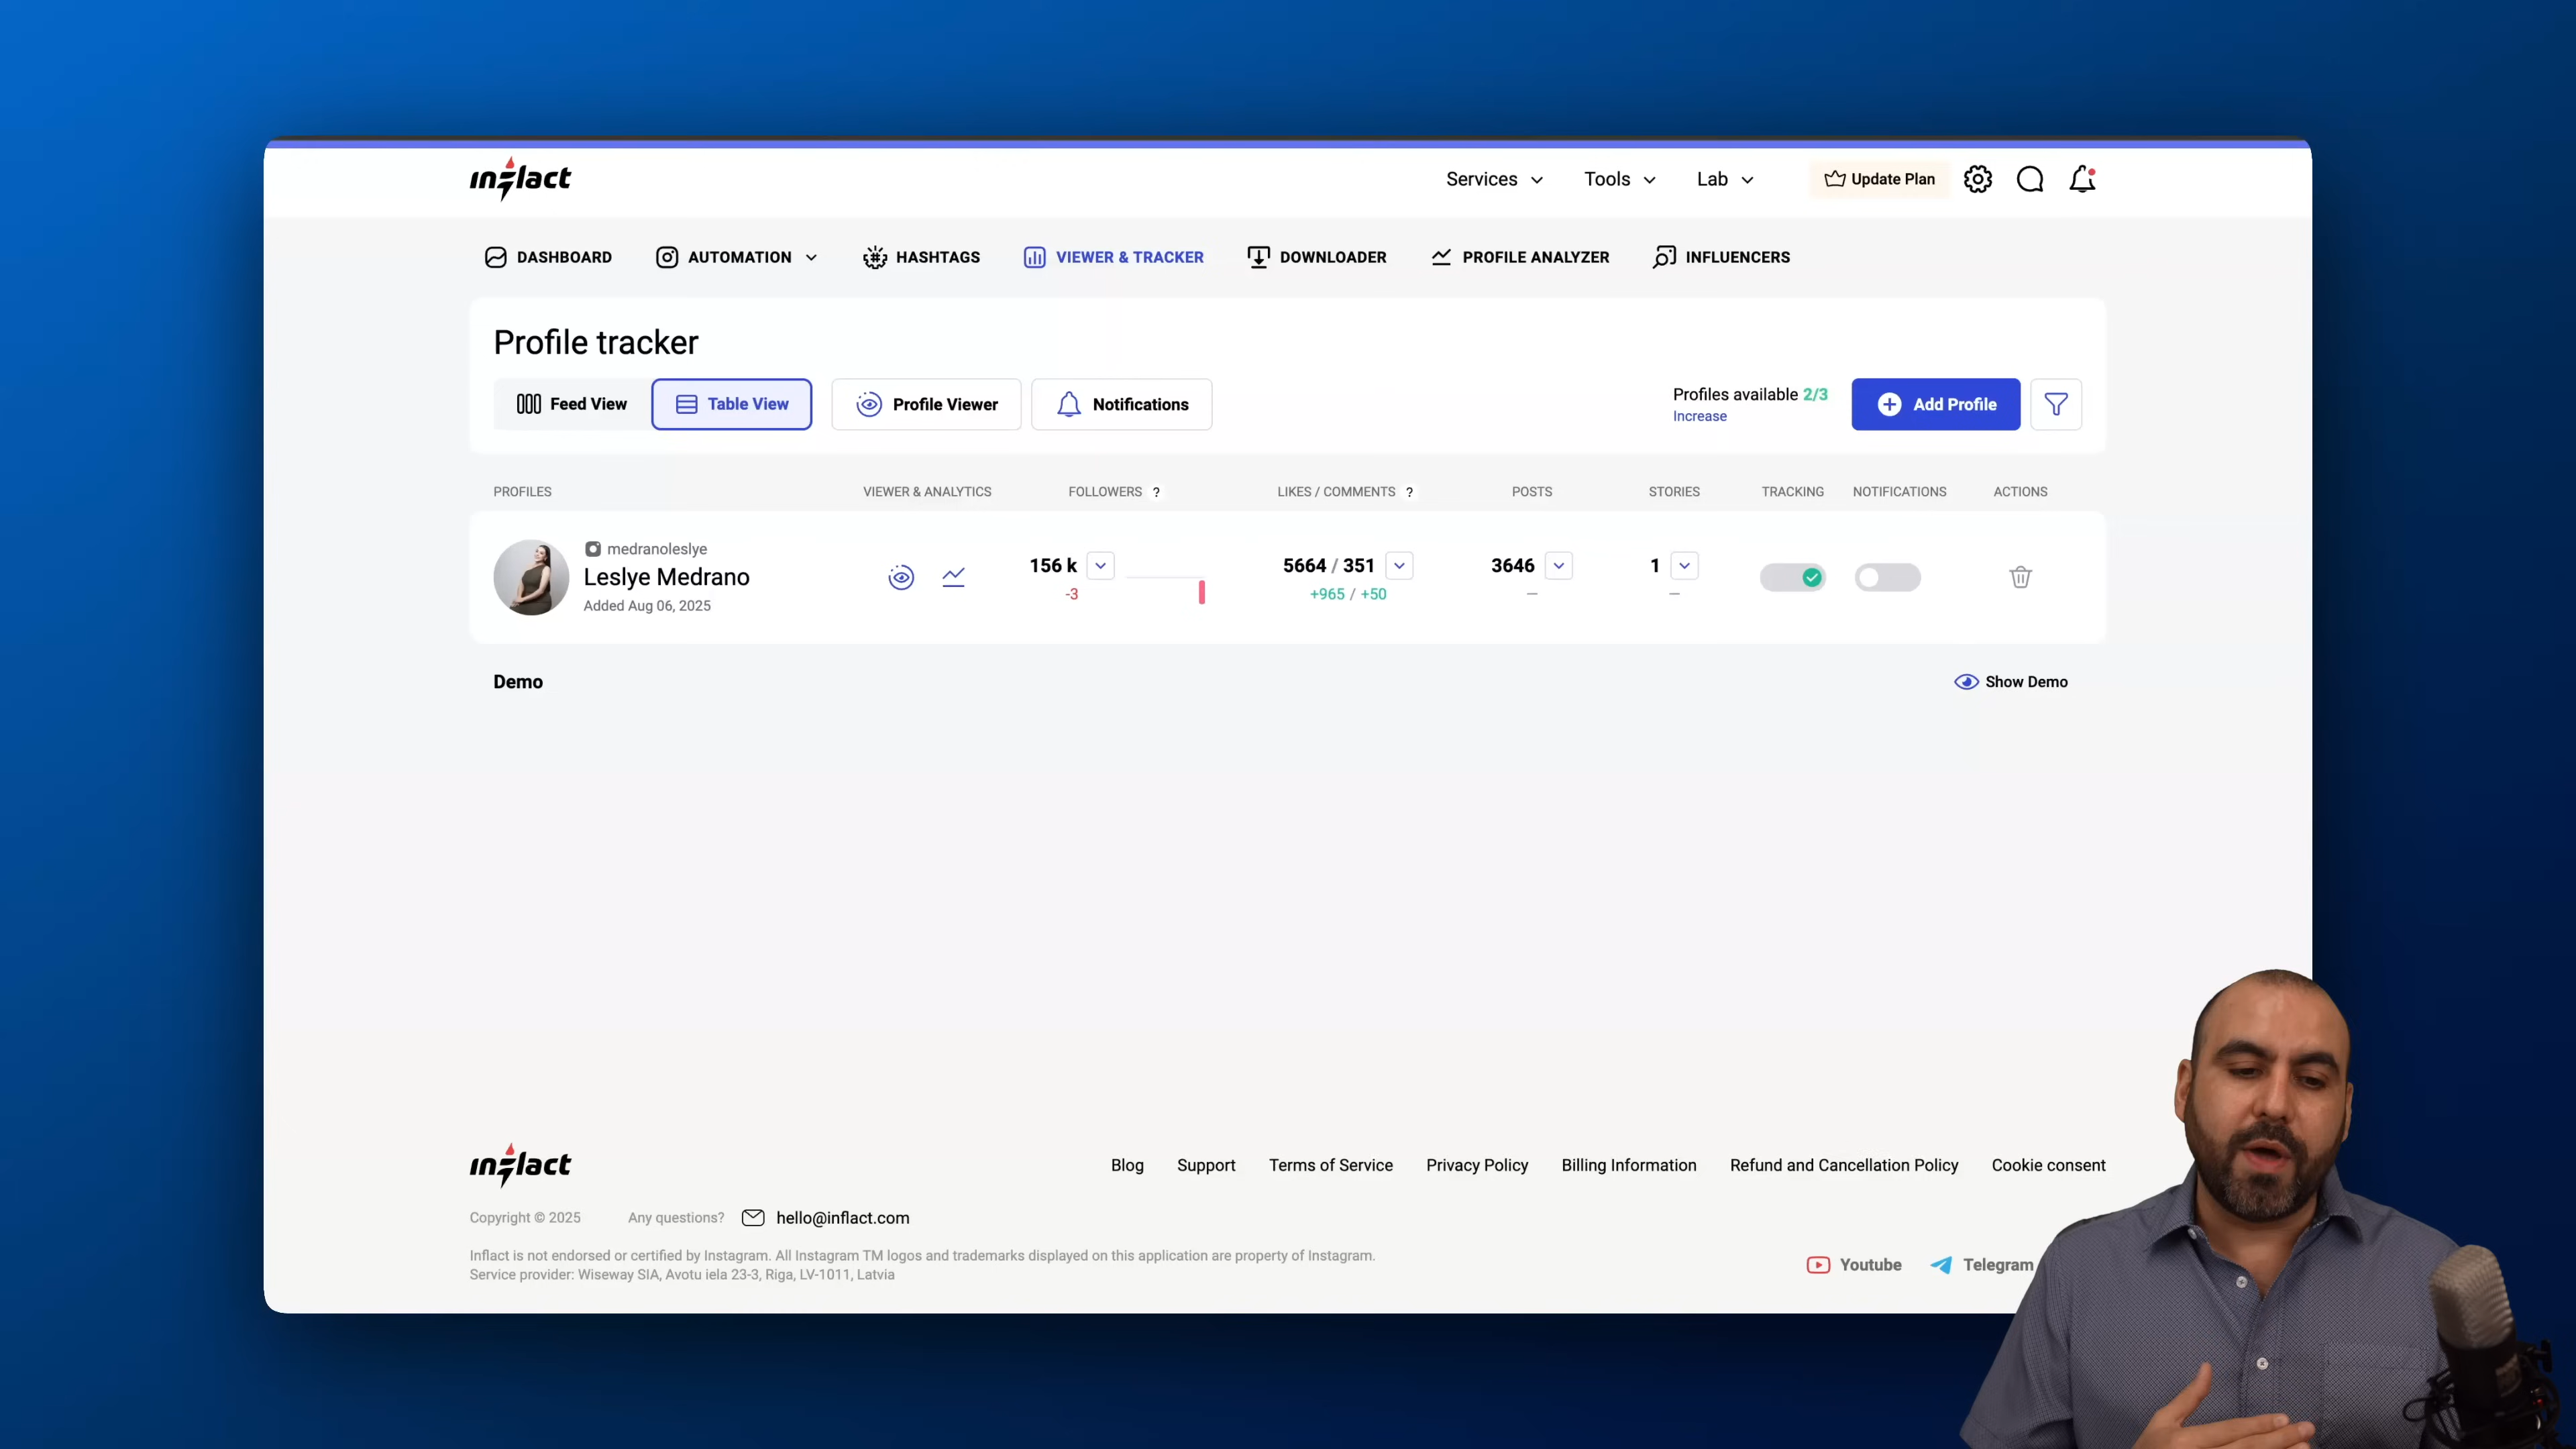 inflact
Services
Tools
Lab
Update Plan
DASHBOARD
AUTOMATION
HASHTAGS
VIEWER & TRACKER
DOWNLOADER
PROFILE ANALYZER
INFLUENCERS
Profile tracker
Feed View
Table View
Profile Viewer
Notifications
Profiles available 2/3
Increase
Add Profile
PROFILES
VIEWER & ANALYTICS
FOLLOWERS ?
LIKES / COMMENTS ?
POSTS
STORIES
TRACKING
NOTIFICATIONS
ACTIONS
medranoleslye
Leslye Medrano
Added Aug 06, 2025
156 k
-3
5664 / 351
+965 / +50
3646
–
1
–
Demo
Show Demo
inflact
Blog
Support
Terms of Service
Privacy Policy
Billing Information
Refund and Cancellation Policy
Cookie consent
Copyright © 2025
Any questions?
hello@inflact.com
Inflact is not endorsed or certified by Instagram. All Instagram TM logos and trademarks displayed on this application are property of Instagram.
Service provider: Wiseway SIA, Avotu iela 23-3, Riga, LV-1011, Latvia
Youtube
Telegram